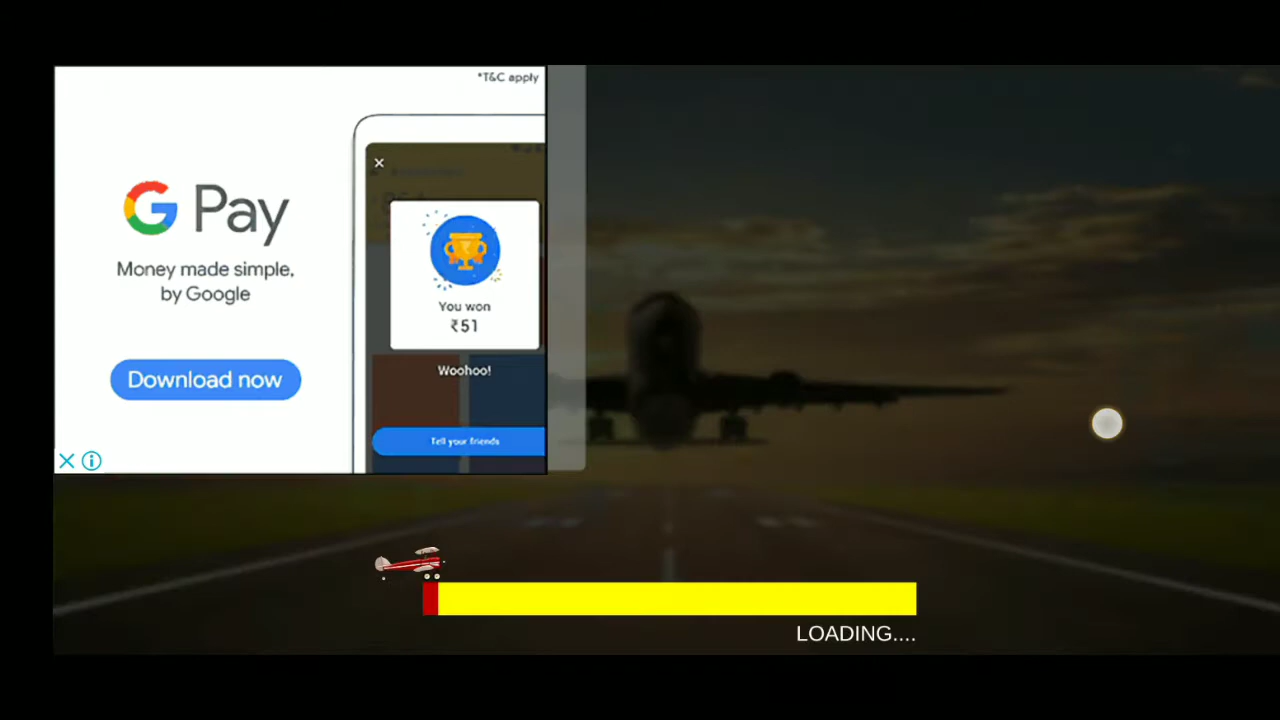 *T&C apply
G Pay
Money made simple,
by Google
Download now
You won
₹51
Woohoo!
Tell your friends
LOADING....